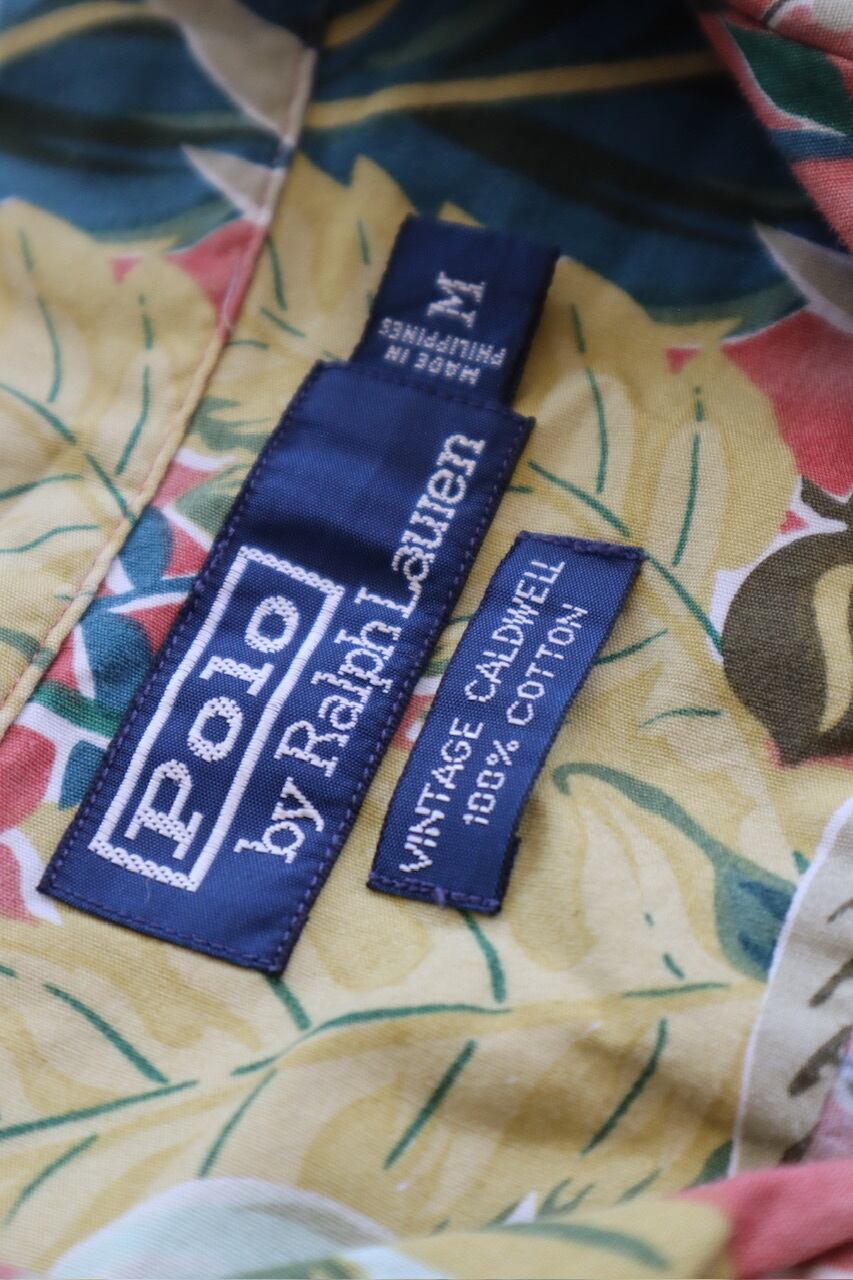 M
MADE IN
PHILIPPINES
Polo
by Ralph Lauren
VINTAGE CALDWELL
100% COTTON